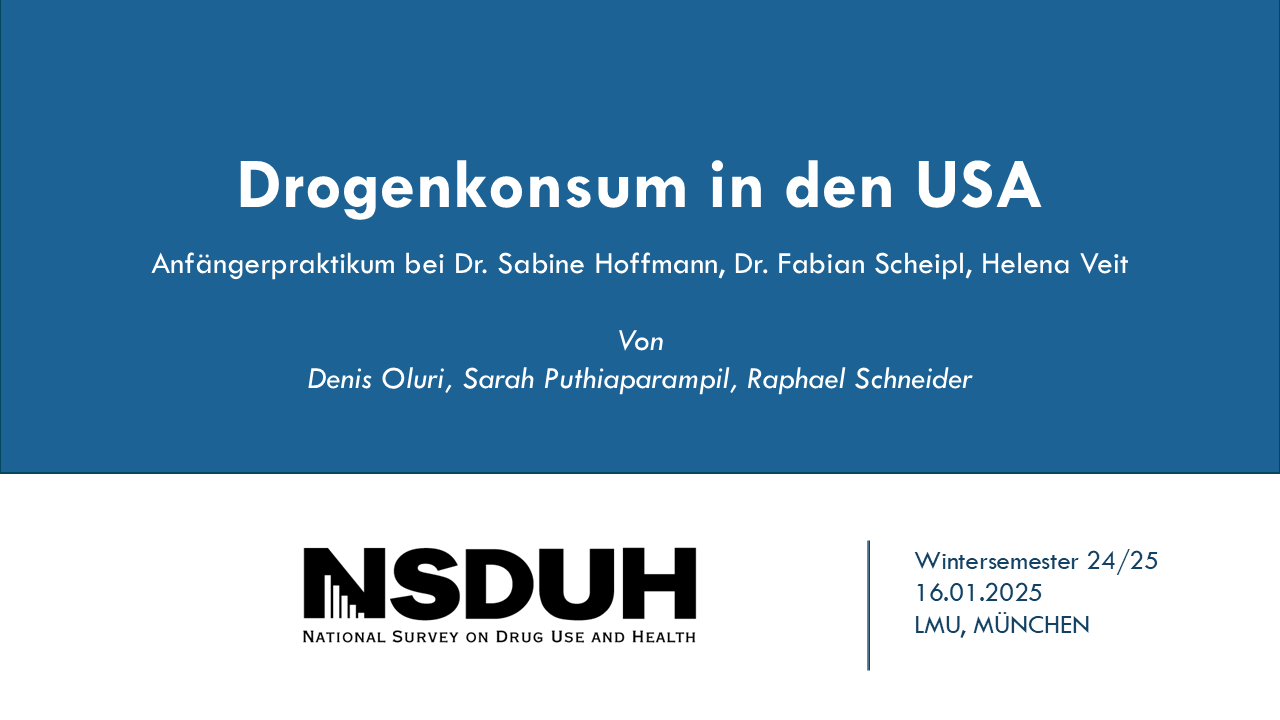 Drogenkonsum in den USA
Anfängerpraktikum bei Dr. Sabine Hoffmann, Dr. Fabian Scheipl, Helena Veit
Von
Denis Oluri, Sarah Puthiaparampil, Raphael Schneider
NSDUH
National Survey on Drug Use and Health
Wintersemester 24/25
16.01.2025
LMU, MÜNCHEN